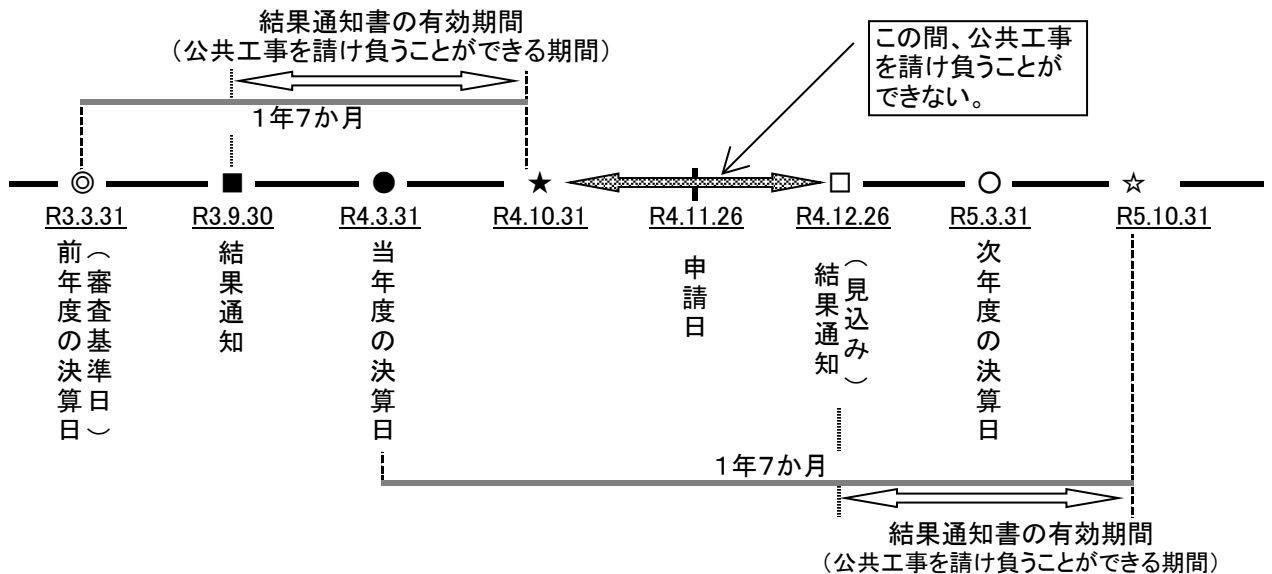 結果通知書の有効期間
（公共工事を請け負うことができる期間）
この間、公共工事
を請け負うことが
できない。
1年7か月
R3.3.31
R3.9.30
R4.3.31
R4.10.31
R4.11.26
R4.12.26
R5.3.31
R5.10.31
前年度の決算日
（審査基準日）
結果通知
当年度の決算日
申請日
結果通知
（見込み）
次年度の決算日
1年7か月
結果通知書の有効期間
（公共工事を請け負うことができる期間）